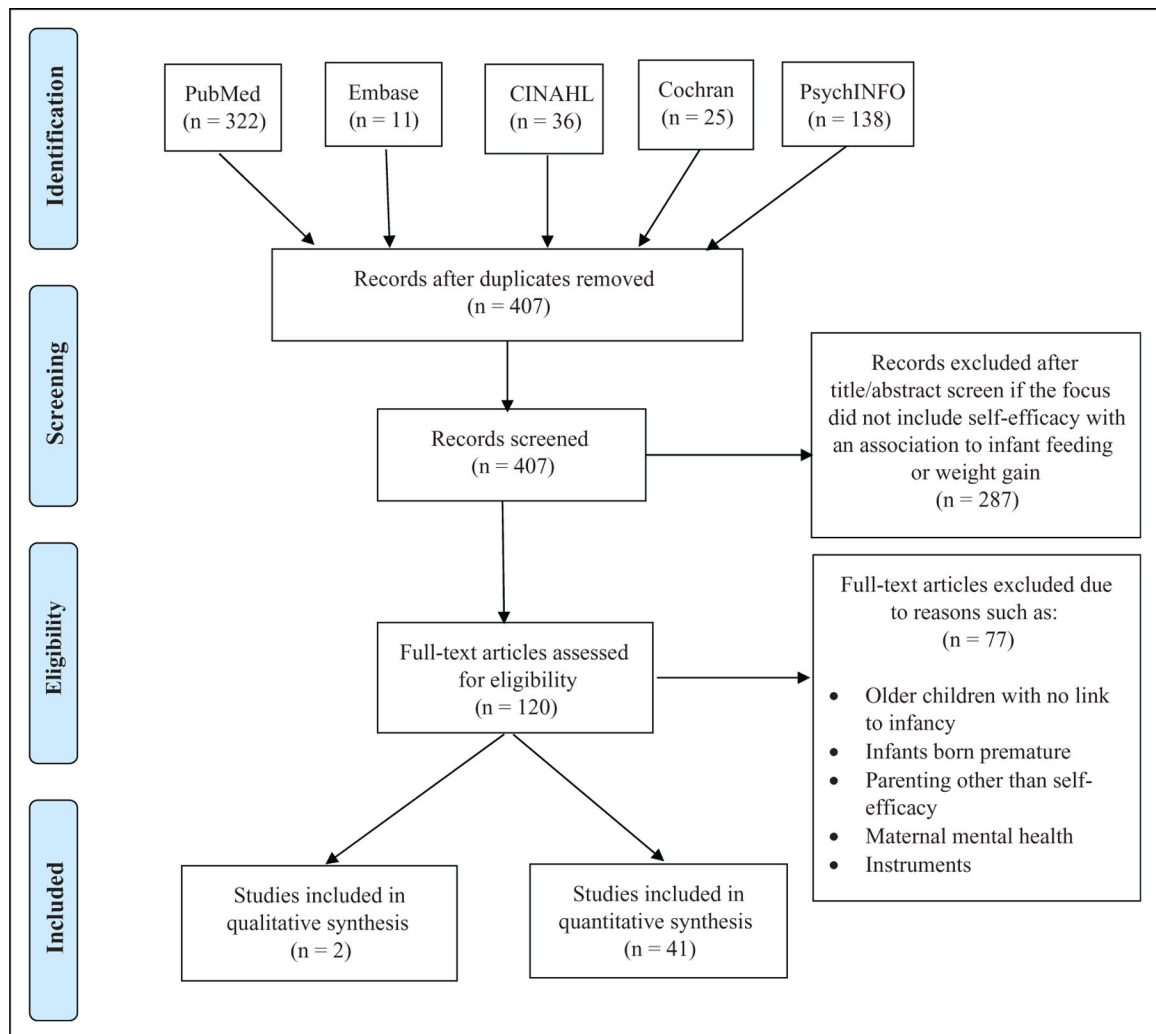 Identification
PubMed
(n = 322)
Embase
(n = 11)
CINAHL
(n = 36)
Cochran
(n = 25)
PsychINFO
(n = 138)
Records after duplicates removed
(n = 407)
Screening
Records screened
(n = 407)
Records excluded after
title/abstract screen if the focus
did not include self-efficacy with
an association to infant feeding
or weight gain
(n = 287)
Eligibility
Full-text articles assessed
for eligibility
(n = 120)
Full-text articles excluded due
to reasons such as:
(n = 77)
• Older children with no link
to infancy
• Infants born premature
• Parenting other than self-
efficacy
• Maternal mental health
• Instruments
Included
Studies included in
qualitative synthesis
(n = 2)
Studies included in
quantitative synthesis
(n = 41)